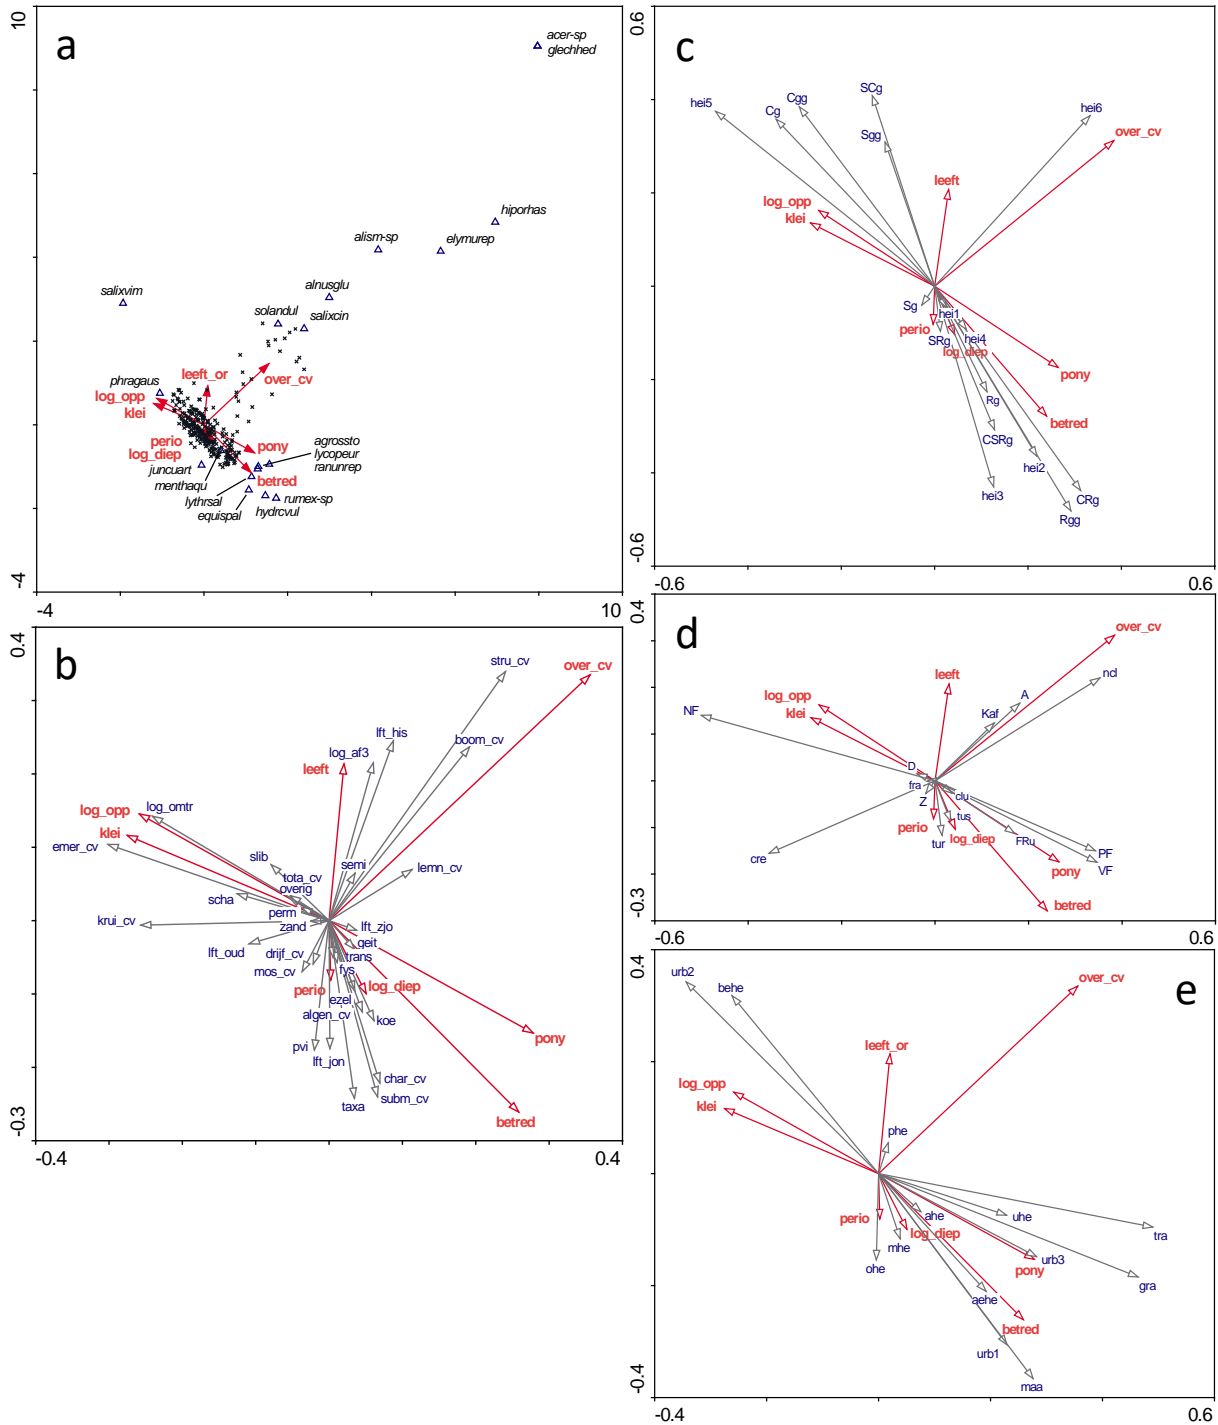 10
a
acer-sp
glechhed
hiporhas
alism-sp
elymurep
salixvim
alnusglu
solandul
salixcin
phragaus
leeft_or
over_cv
log_opp
klei
perio
log_diep
pony
agrossto
lycopeur
ranunrep
juncuart
menthaqu
betred
lythrsal
rumex-sp
equispal
hydrcvul
-4
-4
10
0.4
b
stru_cv
over_cv
lft_his
log_af3
boom_cv
leeft
log_opp
log_omtr
klei
emer_cv
slib
semi
lemn_cv
tota_cv
overig
scha
perm
krui_cv
zand
lft_zjo
lft_oud
geit
drijf_cv
trans
mos_cv
fys
perio
log_diep
ezel
algen_cv
koe
pony
pvi
lft_jon
char_cv
taxa
subm_cv
betred
-0.3
-0.4
0.4
0.6
c
hei5
Cg
Cgg
SCg
Sgg
hei6
over_cv
leeft
log_opp
klei
Sg
hei1
perio
SRg
hei4
log_diep
pony
Rg
betred
CSRg
hei2
hei3
CRg
Rgg
-0.6
-0.6
0.6
0.4
d
over_cv
leeft
ncl
NF
log_opp
klei
A
Kaf
D
fra
clu
Z
perio
tus
tur
log_diep
FRu
cre
PF
VF
pony
betred
-0.3
-0.6
0.6
0.4
e
urb2
behe
over_cv
leeft_or
log_opp
klei
phe
perio
ahe
uhe
log_diep
tra
mhe
ohe
urb3
pony
gra
aehe
betred
urb1
maa
-0.4
-0.4
0.6